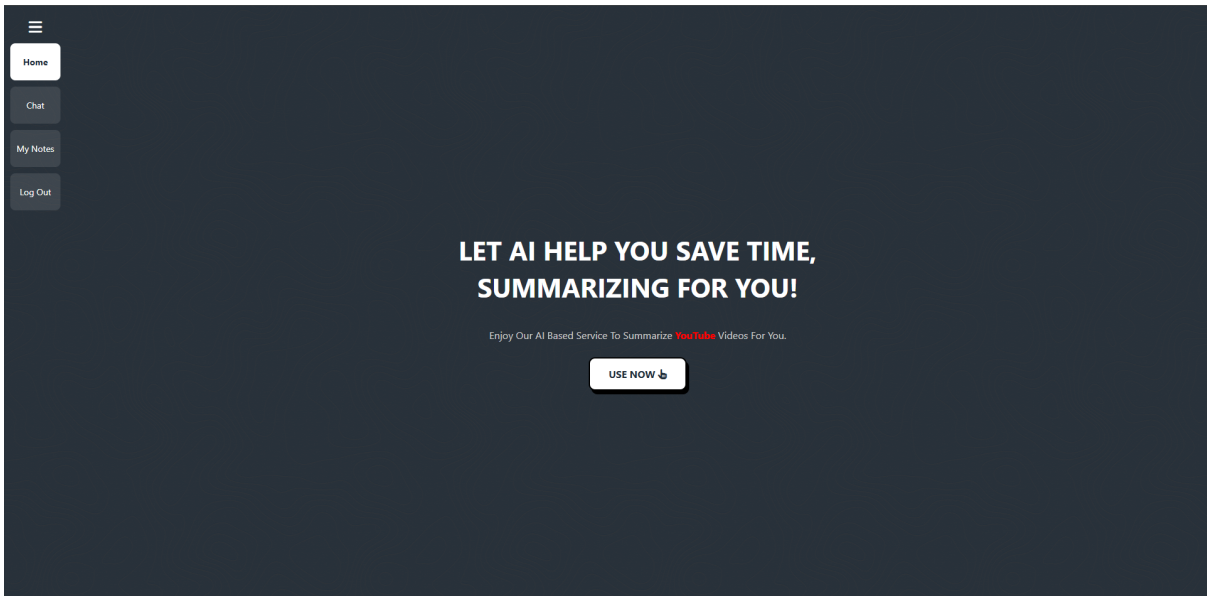 Home
Chat
My Notes
Log Out
LET AI HELP YOU SAVE TIME,
SUMMARIZING FOR YOU!
Enjoy Our AI Based Service To Summarize YouTube Videos For You.
USE NOW